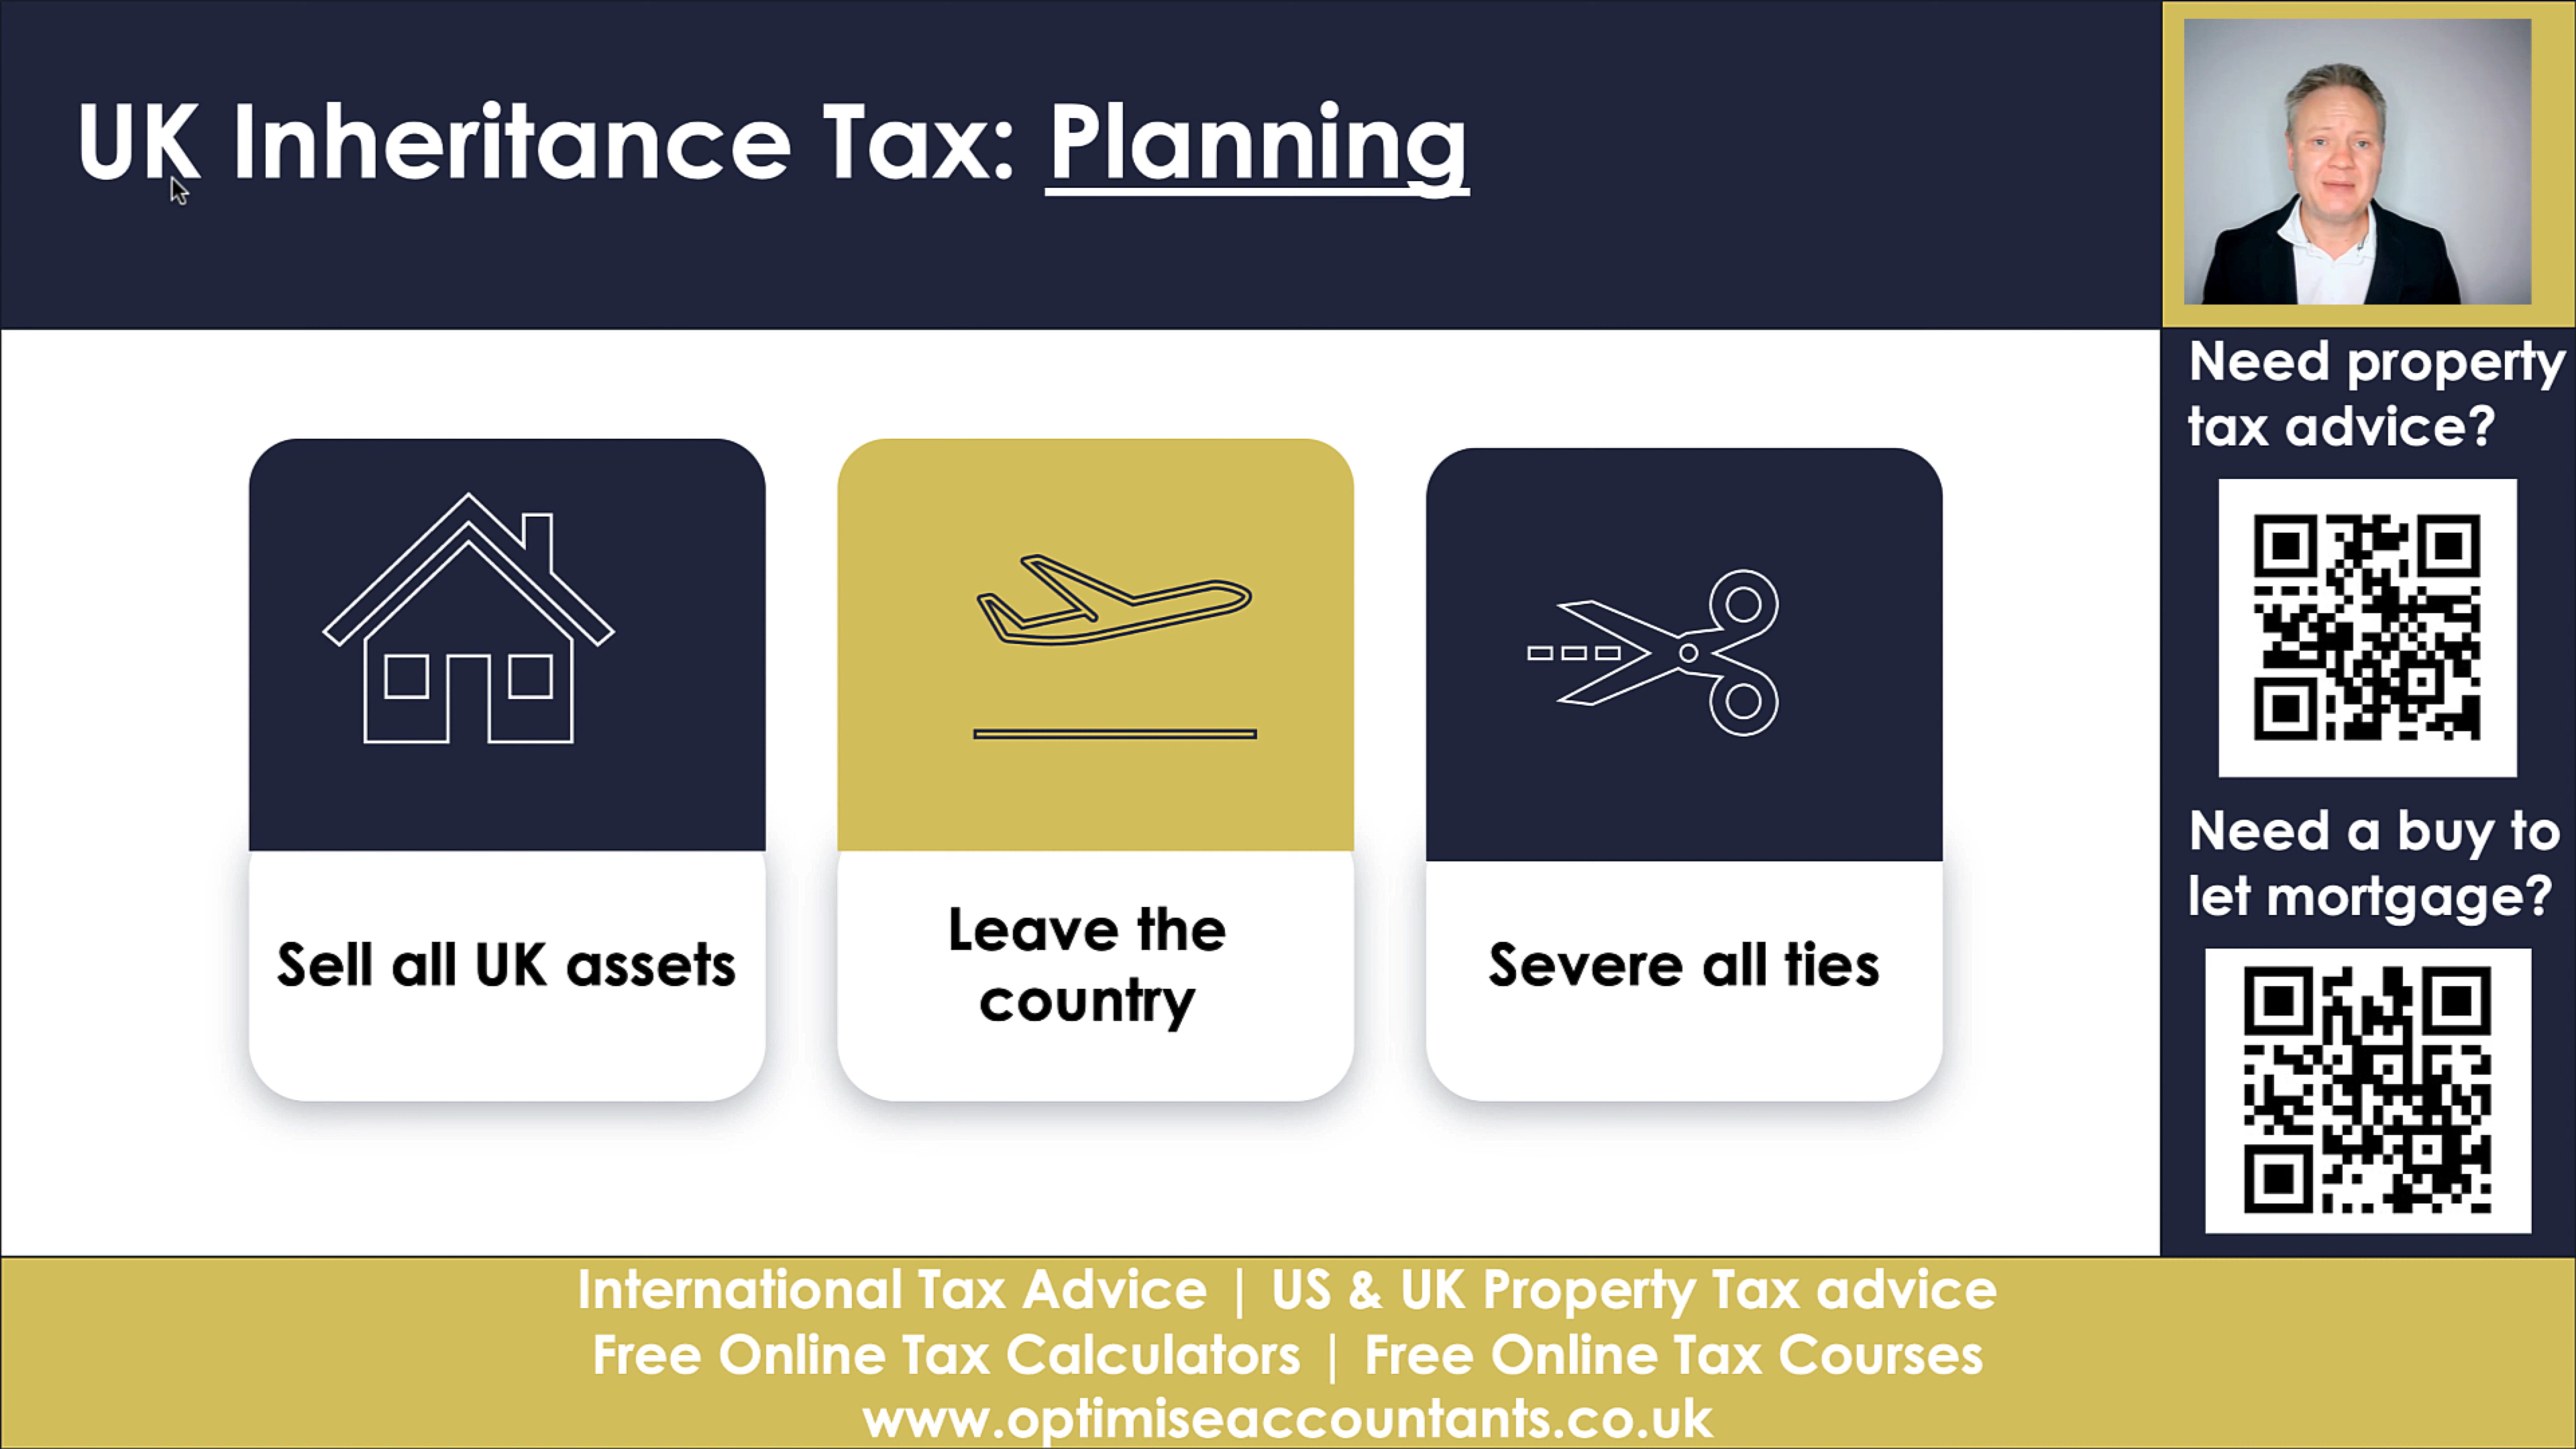 UK Inheritance Tax: Planning
Need property
tax advice?
Sell all UK assets
Leave the
country
Severe all ties
Need a buy to
let mortgage?
International Tax Advice | US & UK Property Tax advice
Free Online Tax Calculators | Free Online Tax Courses
www.optimiseaccountants.co.uk